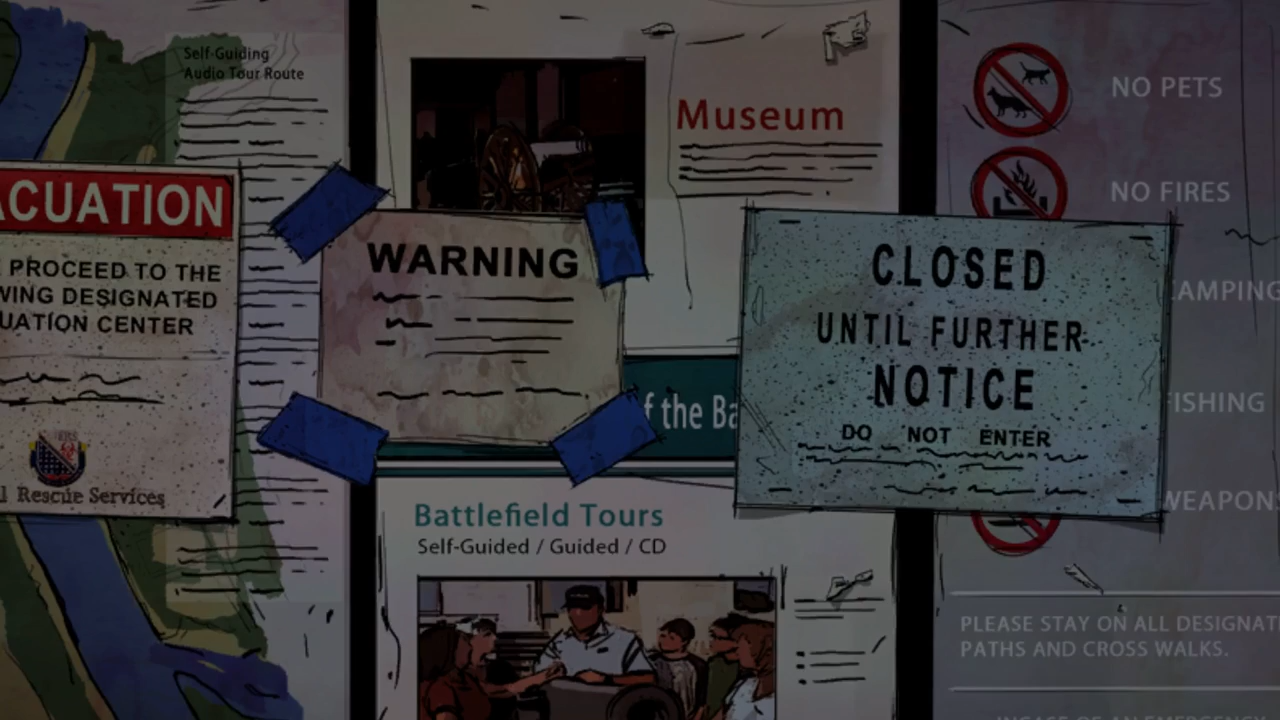 Self-Guiding
Audio Tour Route
ACUATION
PROCEED TO THE
WING DESIGNATED
UATION CENTER
l Rescue Services
Museum
WARNING
f the Ba
Battlefield Tours
Self-Guided / Guided / CD
CLOSED
UNTIL FURTHER
NOTICE
DO NOT ENTER
NO PETS
NO FIRES
AMPING
FISHING
WEAPON
PLEASE STAY ON ALL DESIGNAT
PATHS AND CROSS WALKS.